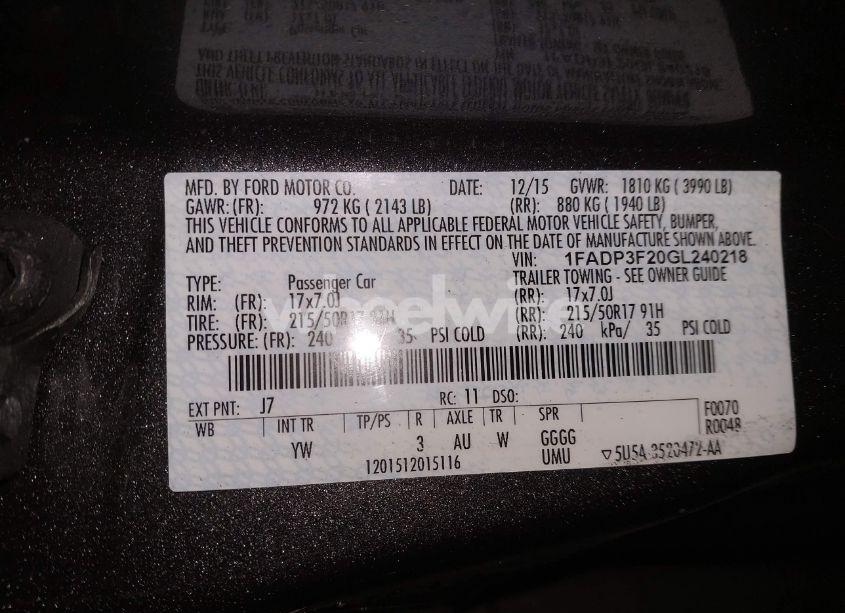 MFD. BY FORD MOTOR CO. DATE: 12/15 GVWR: 1810 KG ( 3990 LB)
GAWR: (FR): 972 KG ( 2143 LB) (RR): 880 KG ( 1940 LB)
THIS VEHICLE CONFORMS TO ALL APPLICABLE FEDERAL MOTOR VEHICLE SAFETY, BUMPER,
AND THEFT PREVENTION STANDARDS IN EFFECT ON THE DATE OF MANUFACTURE SHOWN ABOVE.
VIN: 1FADP3F20GL240218
TYPE: Passenger Car TRAILER TOWING - SEE OWNER GUIDE
RIM: (FR): 17x7.0J (RR): 17x7.0J
TIRE: (FR): 215/50R17 91H (RR): 215/50R17 91H
PRESSURE: (FR): 240 35 PSI COLD (RR): 240 kPa/ 35 PSI COLD
EXT PNT: J7 RC: 11 DSO:
WB INT TR TP/PS R AXLE TR SPR F0070
YW 3 AU W GGGG R0048
1201512015116 UMU ▽5U5A-3520472-AA